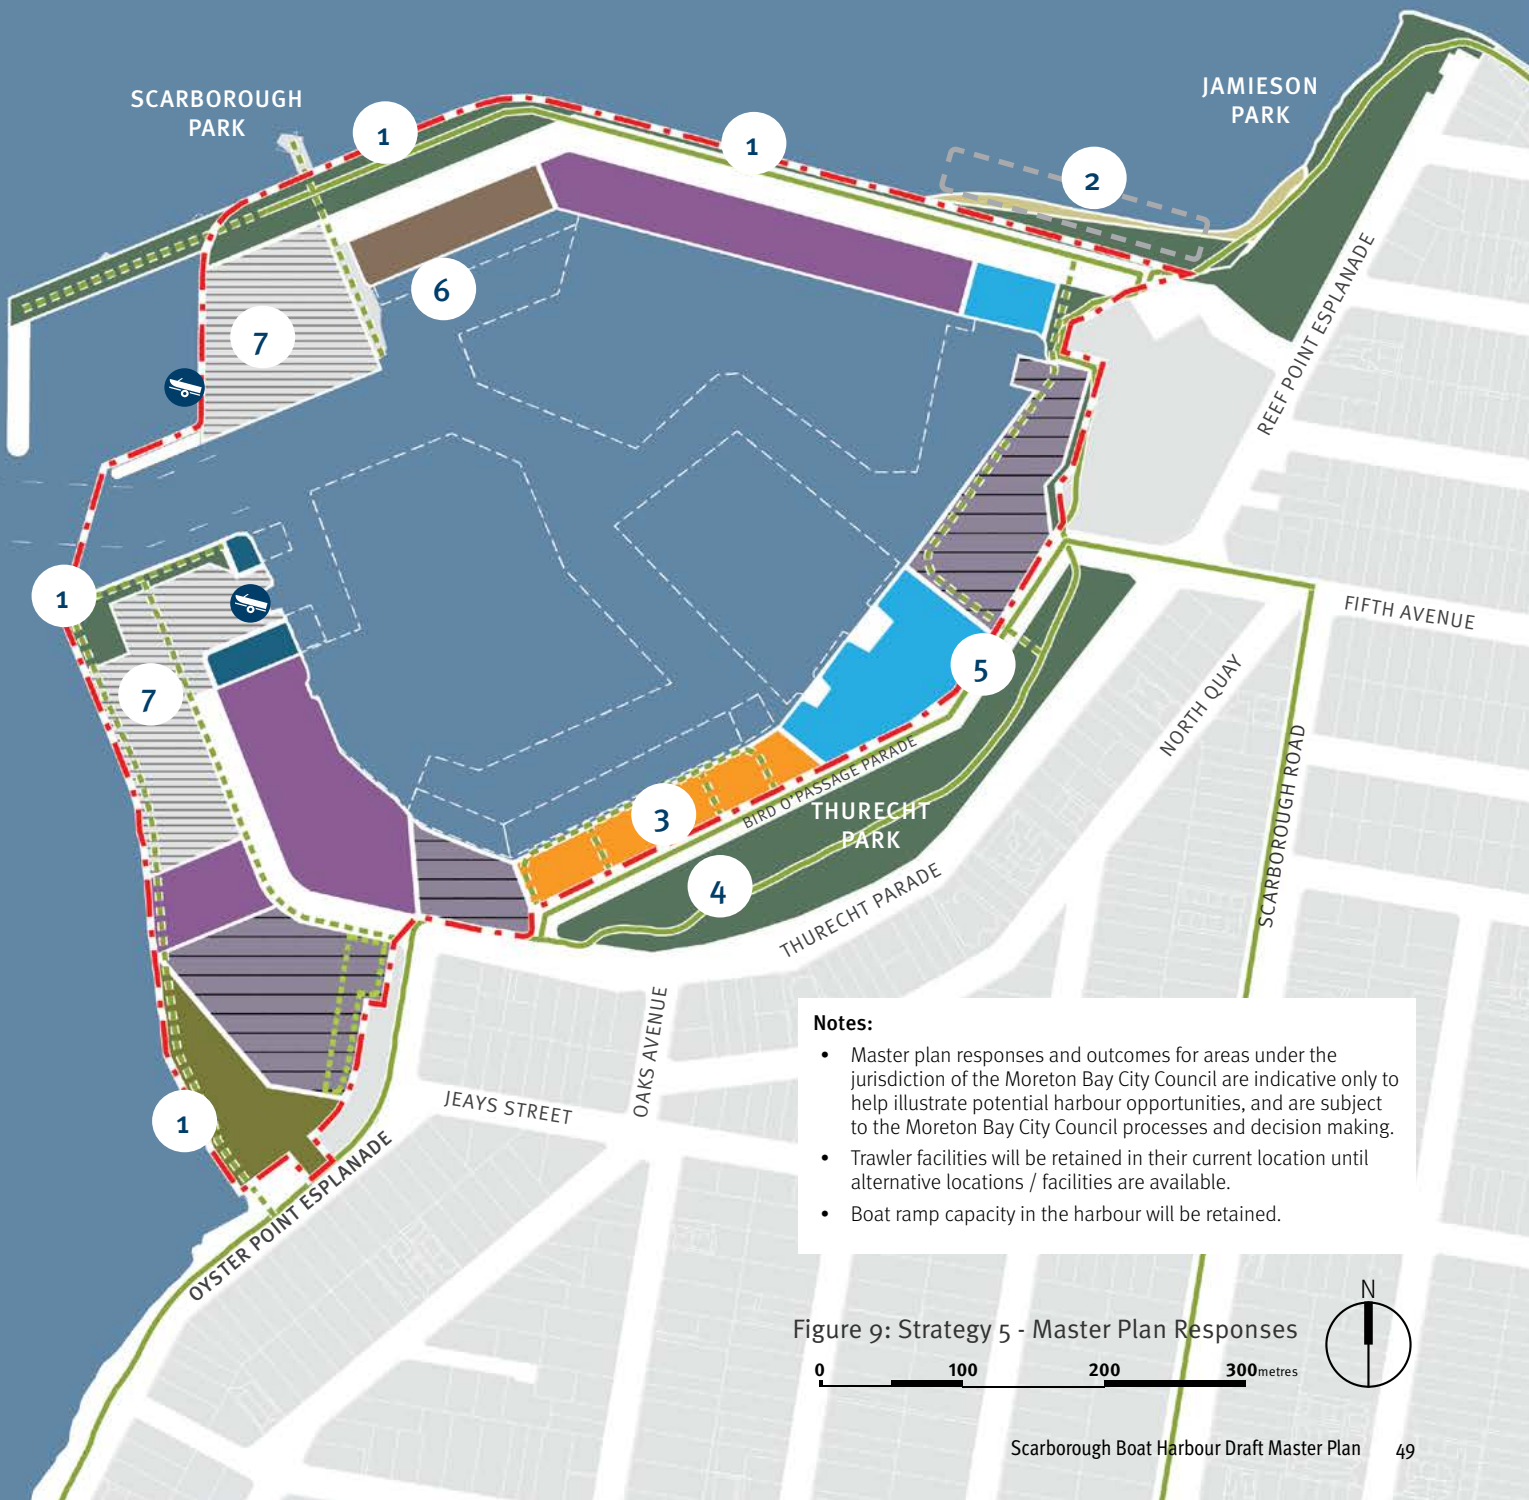 SCARBOROUGH
PARK
JAMIESON
PARK
1
1
2
6
7
REEF POINT ESPLANADE
1
7
5
FIFTH AVENUE
NORTH QUAY
SCARBOROUGH ROAD
3
BIRD O'PASSAGE PARADE
THURECHT
PARK
4
THURECHT PARADE
OAKS AVENUE
JEAYS STREET
1
OYSTER POINT ESPLANADE
Notes:
• Master plan responses and outcomes for areas under the
jurisdiction of the Moreton Bay City Council are indicative only to
help illustrate potential harbour opportunities, and are subject
to the Moreton Bay City Council processes and decision making.
• Trawler facilities will be retained in their current location until
alternative locations / facilities are available.
• Boat ramp capacity in the harbour will be retained.
N
Figure 9: Strategy 5 - Master Plan Responses
0 100 200 300metres
Scarborough Boat Harbour Draft Master Plan 49